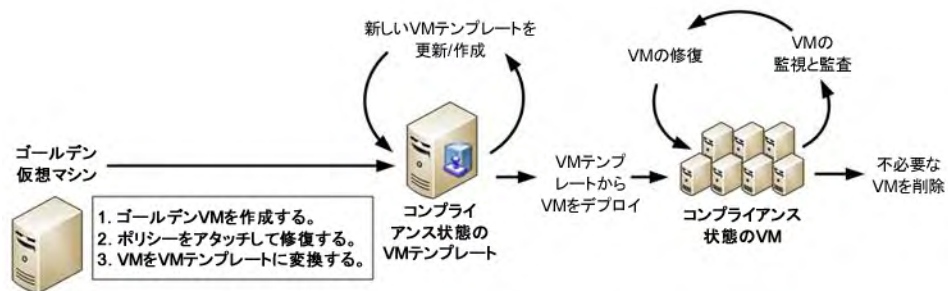 新しいVMテンプレートを
更新/作成
VMの修復
VMの
監視と監査
ゴールデン
仮想マシン
1. ゴールデンVMを作成する。
2. ポリシーをアタッチして修復する。
3. VMをVMテンプレートに変換する。
コンプライ
アンス状態の
VMテンプレート
VMテンプ
レートから
VMをデプロイ
コンプライアンス
状態のVM
不必要な
VMを削除